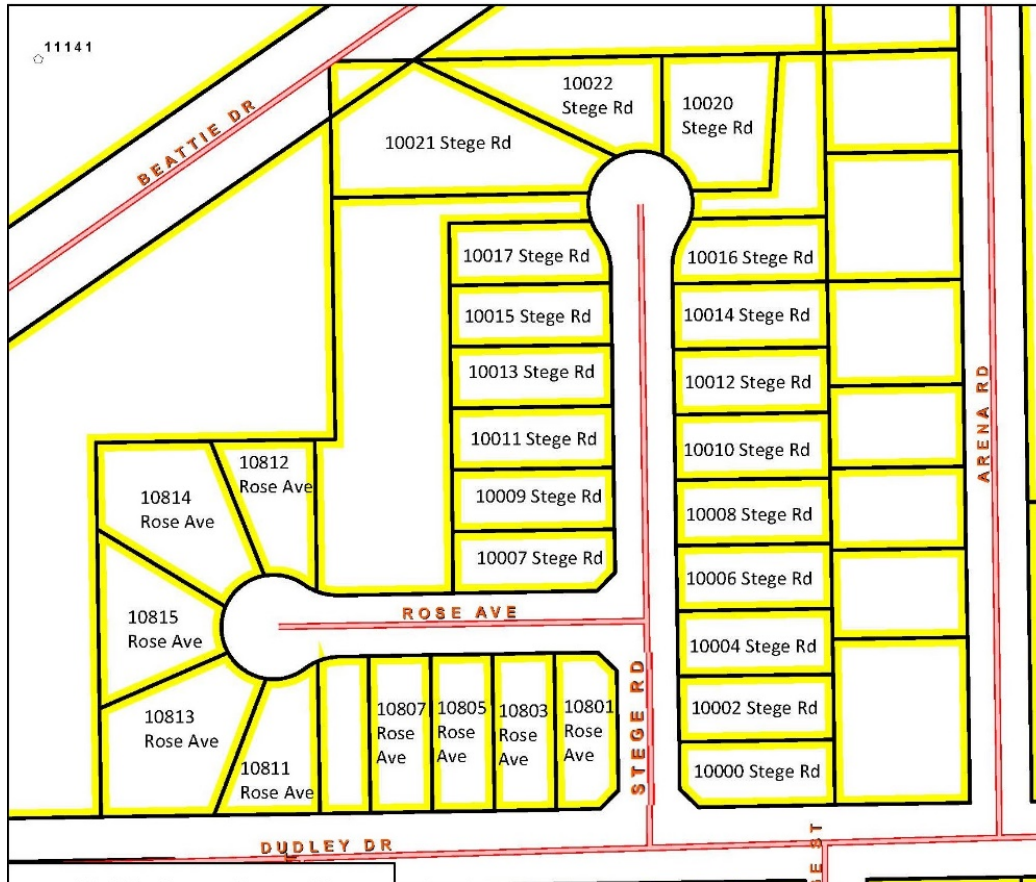 11141
BEATTIE DR
10022
Stege Rd
10020
Stege Rd
10021 Stege Rd
10017 Stege Rd
10016 Stege Rd
10015 Stege Rd
10014 Stege Rd
10013 Stege Rd
10012 Stege Rd
ARENA RD
10011 Stege Rd
10010 Stege Rd
10812
Rose Ave
10814
Rose Ave
10009 Stege Rd
10008 Stege Rd
10007 Stege Rd
10006 Stege Rd
ROSE AVE
10815
Rose Ave
10004 Stege Rd
STEGE RD
10813
Rose Ave
10807
Rose
Ave
10805
Rose
Ave
10803
Rose
Ave
10801
Rose
Ave
10002 Stege Rd
10811
Rose Ave
10000 Stege Rd
DUDLEY DR
GE ST